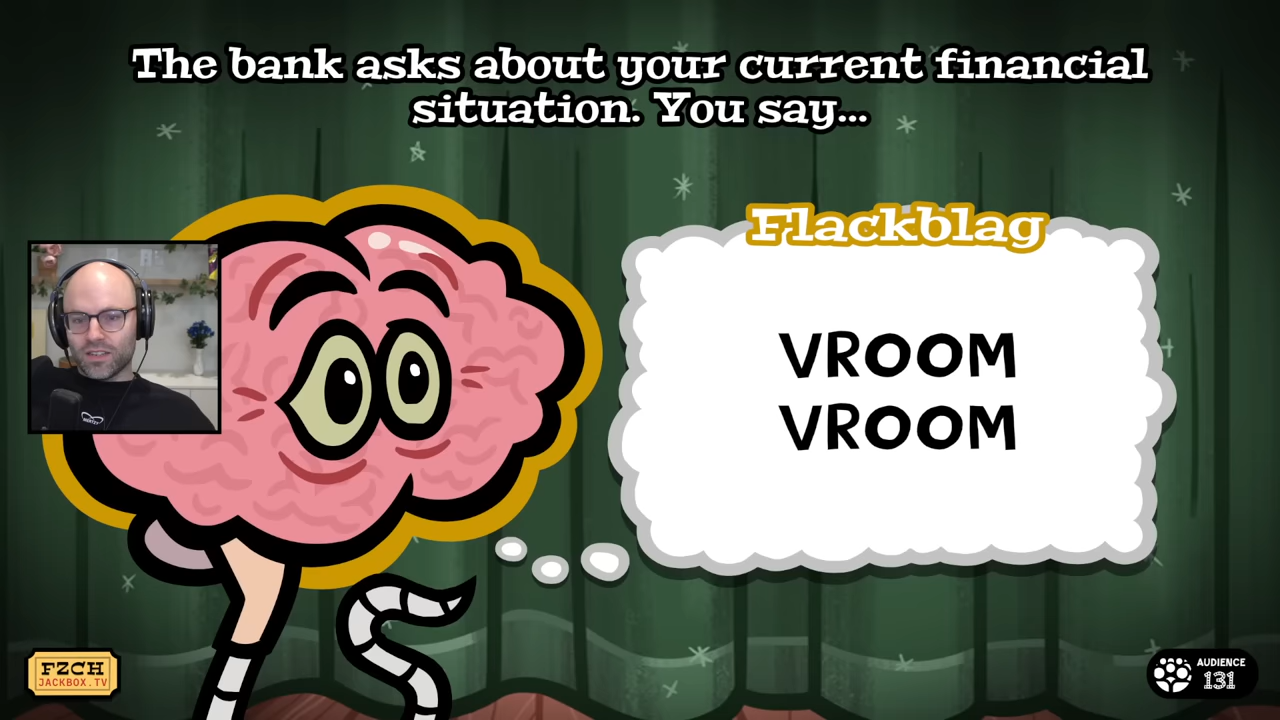 The bank asks about your current financial
situation. You say...
Flackblag
VROOM
VROOM
FZCH
JACKBOX.TV
AUDIENCE
131